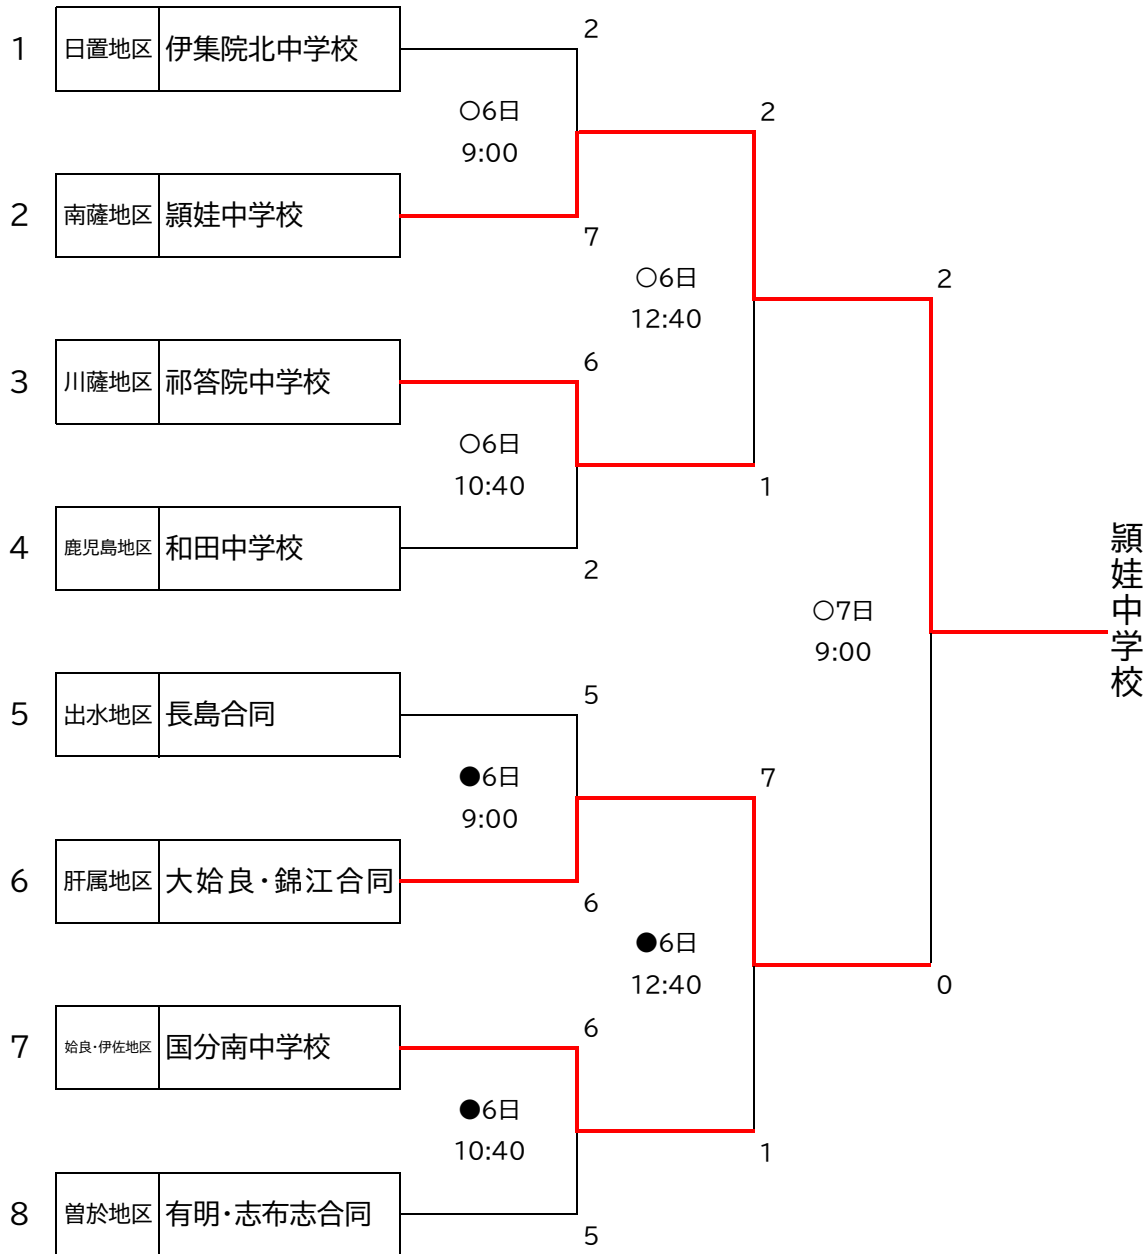 1 日置地区 伊集院北中学校
2
○6日
9:00
2
2 南薩地区 頴娃中学校
7
○6日
12:40
2
3 川薩地区 祁答院中学校
6
○6日
10:40
1
4 鹿児島地区 和田中学校
2
○7日
9:00
頴娃中学校
5 出水地区 長島合同
5
●6日
9:00
7
6 肝属地区 大姶良・錦江合同
6
●6日
12:40
0
7 姶良・伊佐地区 国分南中学校
6
●6日
10:40
1
8 曽於地区 有明・志布志合同
5